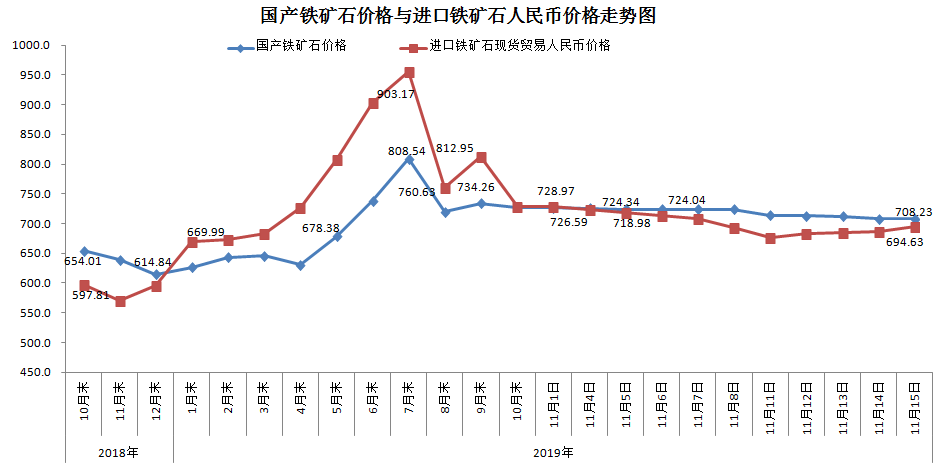 国产铁矿石价格与进口铁矿石人民币价格走势图
国产铁矿石价格
进口铁矿石现货贸易人民币价格
1000.0
950.0
900.0
850.0
800.0
750.0
700.0
650.0
600.0
550.0
500.0
450.0
654.01
597.81
614.84
669.99
678.38
903.17
808.54
760.63
812.95
734.26
728.97
726.59
724.34
718.98
724.04
708.23
694.63
10月末
11月末
12月末
1月末
2月末
3月末
4月末
5月末
6月末
7月末
8月末
9月末
10月末
11月1日
11月4日
11月5日
11月6日
11月7日
11月8日
11月11日
11月12日
11月13日
11月14日
11月15日
2018年
2019年